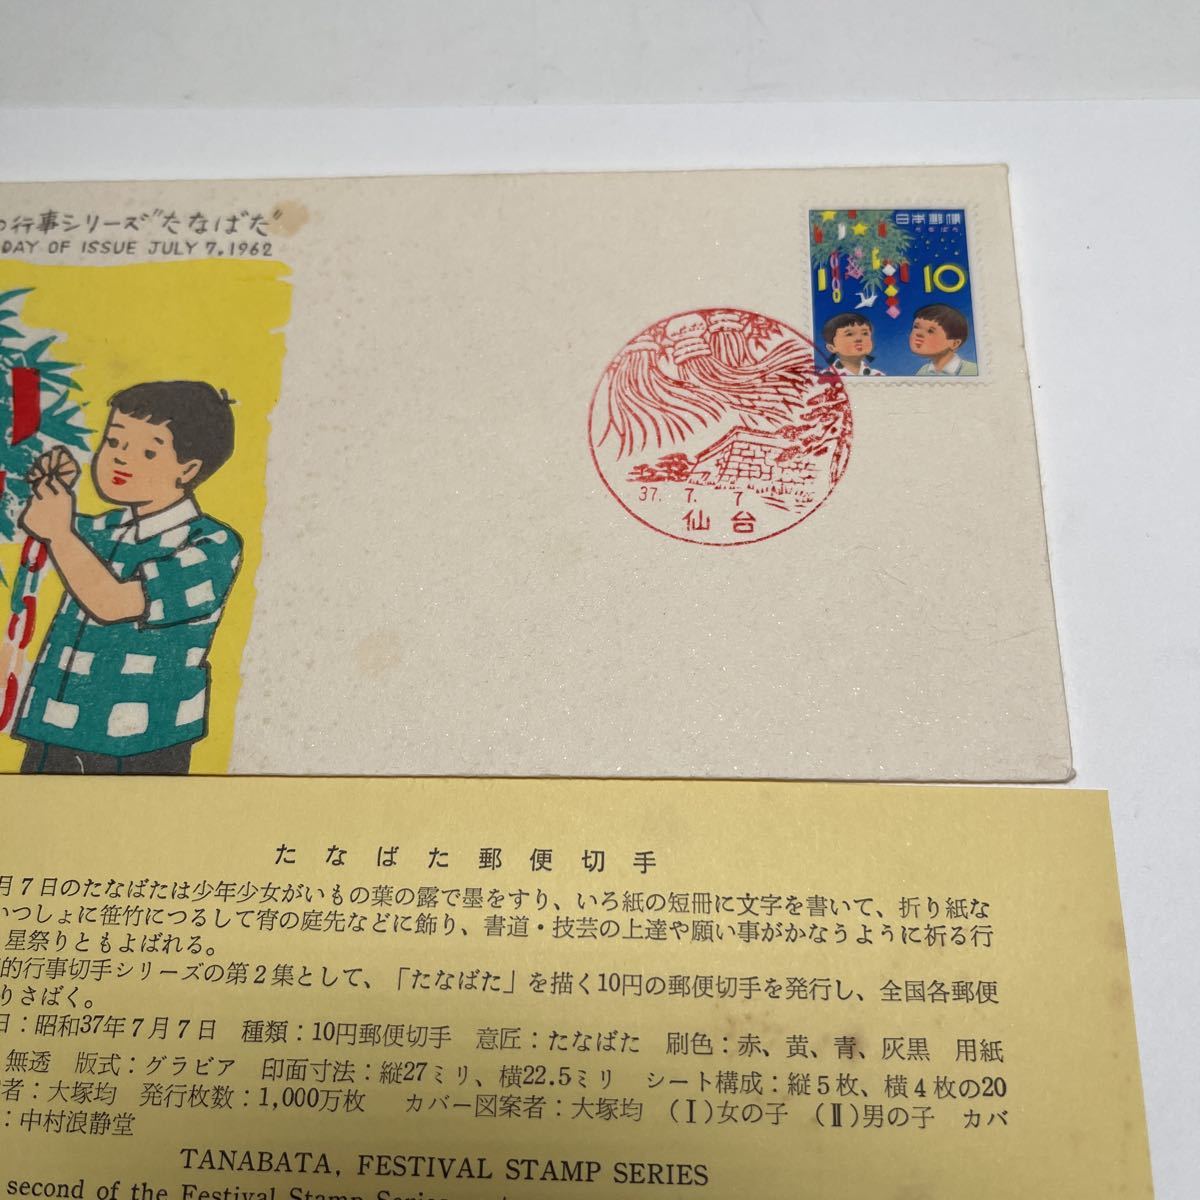 の行事シリーズ“たなばた”
DAY OF ISSUE JULY 7, 1962
日本郵便
たなばた
10
37. 7. 7
仙台
たなばた郵便切手
月7日のたなばたは少年少女がいもの葉の露で墨をすり、いろ紙の短冊に文字を書いて、折り紙な
いつしょに笹竹につるして宵の庭先などに飾り、書道・技芸の上達や願い事がかなうように祈る行
星祭りともよばれる。
的行事切手シリーズの第2集として、「たなばた」を描く10円の郵便切手を発行し、全国各郵便
りさばく。
日：昭和37年7月7日 種類：10円郵便切手 意匠：たなばた 刷色：赤、黄、青、灰黒 用紙
無透 版式：グラビア 印面寸法：縦27ミリ、横22.5ミリ シート構成：縦5枚、横4枚の20
者：大塚均 発行枚数：1,000万枚 カバー図案者：大塚均 （Ⅰ）女の子 （Ⅱ）男の子 カバ
：中村浪静堂
TANABATA, FESTIVAL STAMP SERIES
second of the Festival Stamp Series